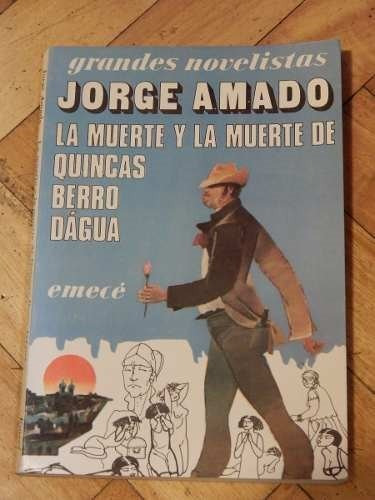 grandes novelistas
JORGE AMADO
LA MUERTE Y LA MUERTE DE
QUINCAS
BERRO
DÁGUA
emecé